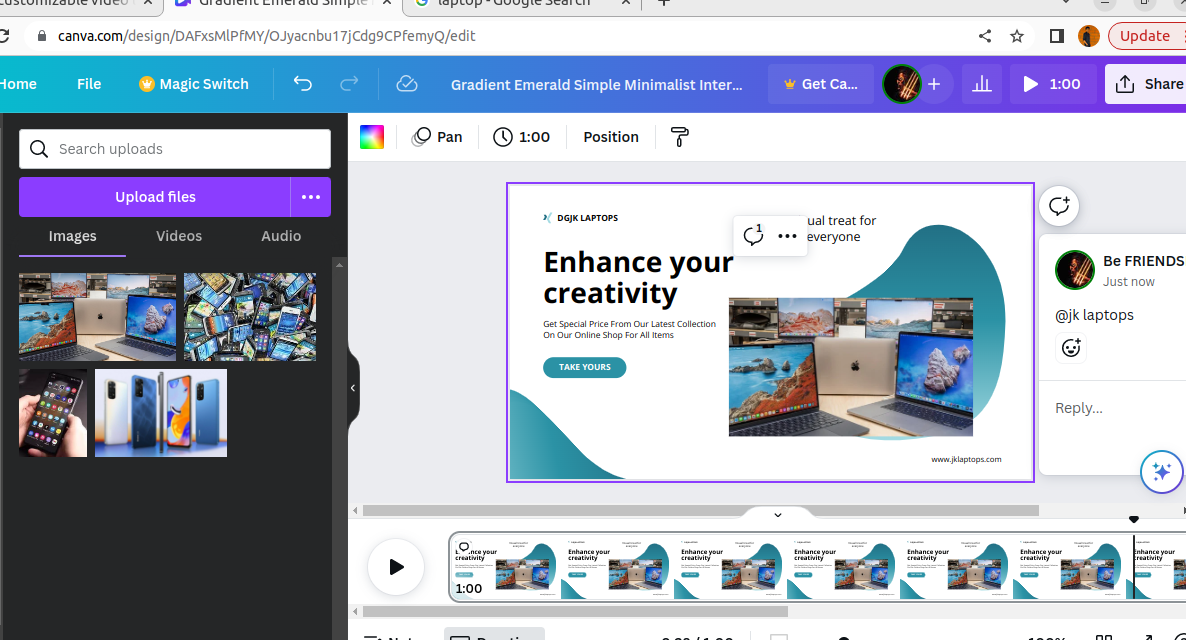 Gradient Emerald Simple
laptop - Google Search
canva.com/design/DAFxsMlPfMY/OJyacnbu17jCdg9CPfemyQ/edit
Update
Home
File
Magic Switch
Gradient Emerald Simple Minimalist Inter...
Get Ca...
1:00
Share
Search uploads
Upload files
Images
Videos
Audio
Pan
1:00
Position
DGJK LAPTOPS
ual treat for
everyone
1
Enhance your
creativity
Get Special Price From Our Latest Collection
On Our Online Shop For All Items
TAKE YOURS
www.jklaptops.com
Be FRIENDS
Just now
@jk laptops
Reply...
Enhance your
creativity
Enhance your
creativity
Enhance your
creativity
Enhance your
creativity
Enhance your
creativity
Enhance your
creativity
Enhance your
creativity
1:00